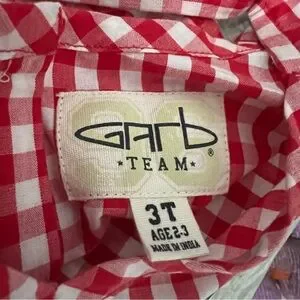 Garb
®
★TEAM★
3T
AGE 2-3
MADE IN INDIA